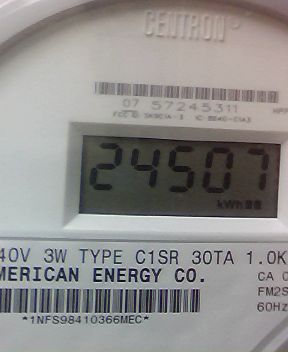 CENTRON®
07 57245311
24507
kWh
40V 3W TYPE C1SR 30TA 1.0K
MERICAN ENERGY CO.
CA 0
FM2S
60Hz
*1NFS98410366MEC*